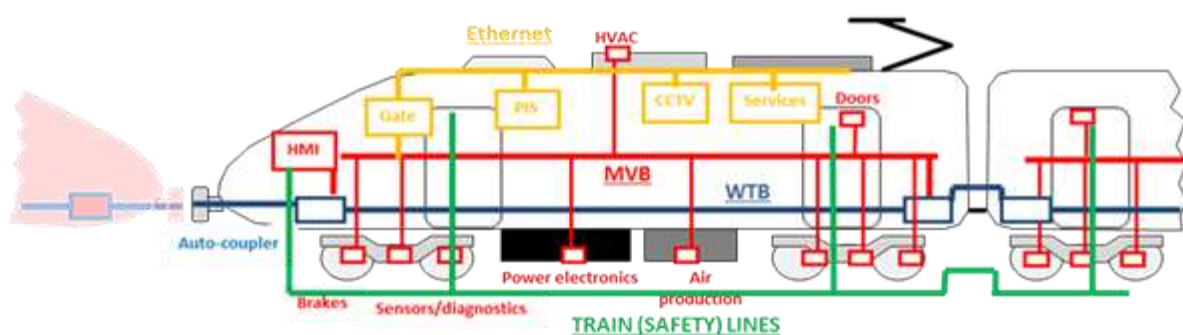 Ethernet
HVAC
PIS
CCTV
Services
Gate
Doors
HMI
MVB
WTB
Auto-coupler
Power electronics
Air
production
Brakes
Sensors/diagnostics
TRAIN (SAFETY) LINES